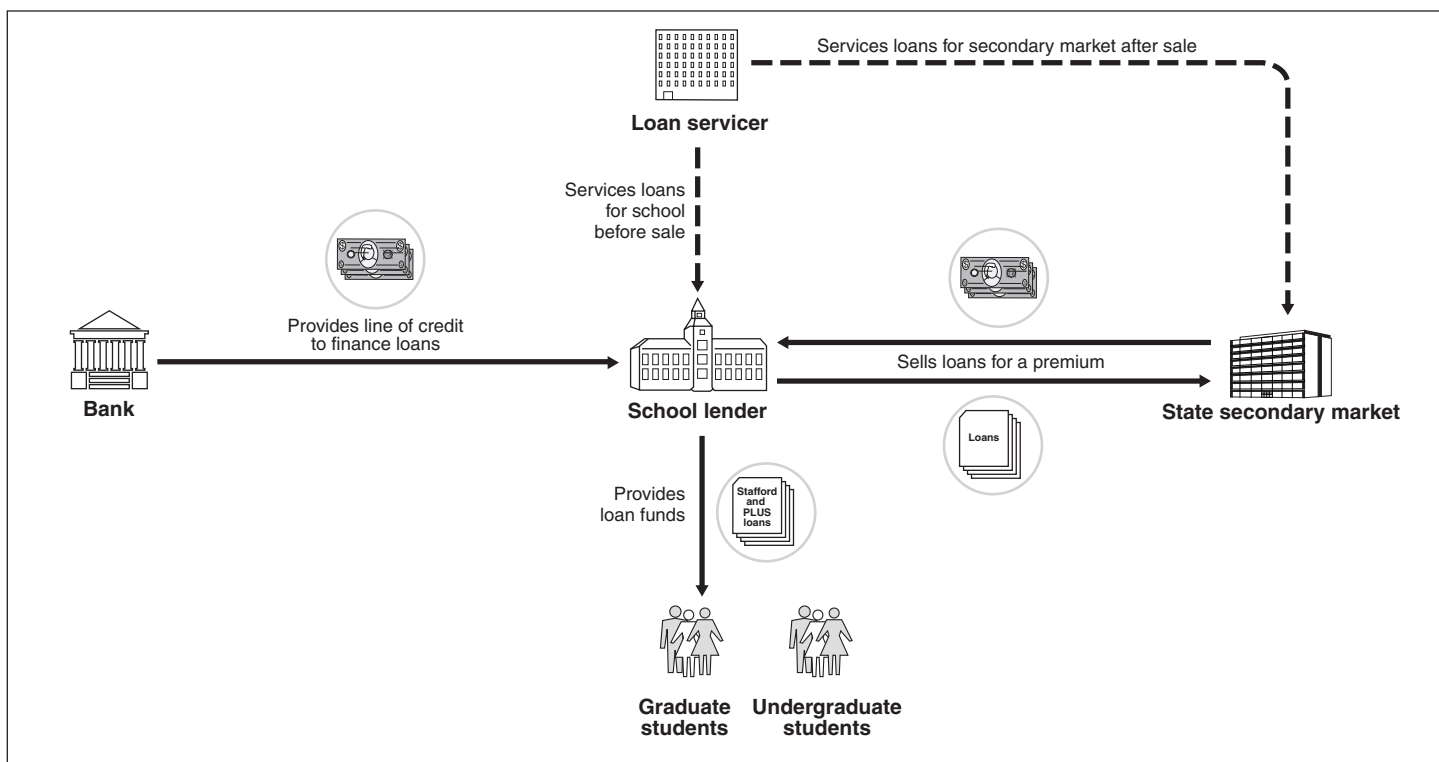 Services loans for secondary market after sale
Loan servicer
Services loans
for school
before sale
Provides line of credit
to finance loans
Bank
School lender
Sells loans for a premium
State secondary market
Loans
Provides
loan funds
Stafford
and
PLUS
loans
Graduate
students
Undergraduate
students